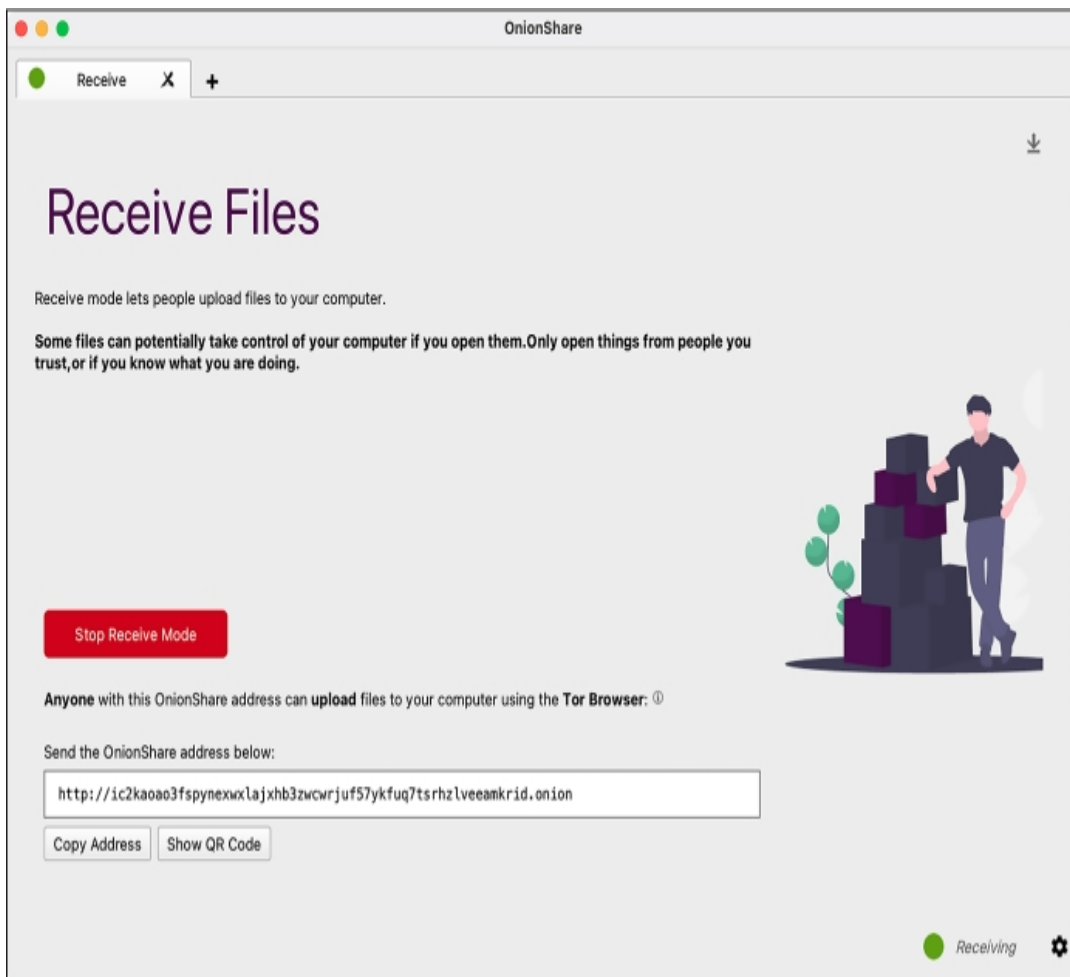 OnionShare
Receive
Receive Files
Receive mode lets people upload files to your computer.
Some files can potentially take control of your computer if you open them.Only open things from people you
trust,or if you know what you are doing.
Stop Receive Mode
Anyone with this OnionShare address can upload files to your computer using the Tor Browser:
Send the OnionShare address below:
http://ic2kaoao3fspynexwxlajxhb3zwcwrjuf57ykfuq7tsrhzlveeamkrid.onion
Copy Address Show QR Code
Receiving